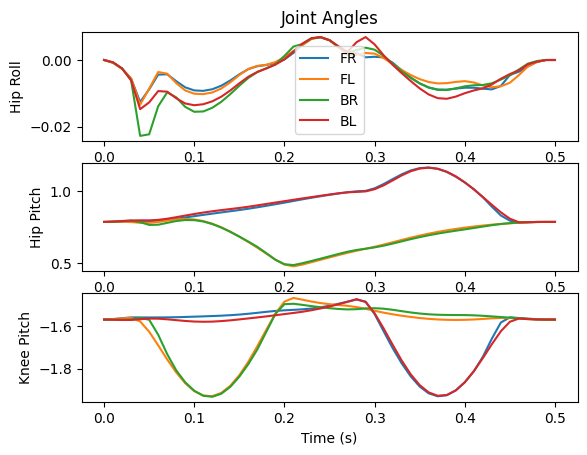 Joint Angles
0.00
−0.02
Hip Roll
FR
FL
BR
BL
0.0 0.1 0.2 0.3 0.4 0.5
1.0
0.5
Hip Pitch
0.0 0.1 0.2 0.3 0.4 0.5
−1.6
−1.8
Knee Pitch
0.0 0.1 0.2 0.3 0.4 0.5
Time (s)